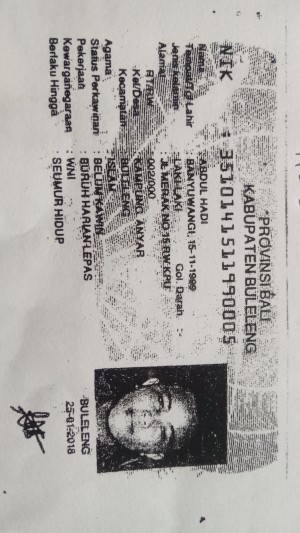 PROVINSI BALI
KABUPATEN BULELENG
NIK : 3510141511990005
Nama : ABDUL HADI
Tempat/Tgl Lahir : BANYUWANGI, 15-11-1999
Jenis kelamin : LAKI-LAKI Gol. Darah : -
Alamat : JL. MERAK NO.15 RW.KPU
RT/RW : 002/000
Kel/Desa : KAMPUNG ANYAR
Kecamatan : BULELENG
Agama : ISLAM
Status Perkawinan : BELUM KAWIN
Pekerjaan : BURUH HARIAN LEPAS
Kewarganegaraan : WNI
Berlaku Hingga : SEUMUR HIDUP
BULELENG
25-01-2018